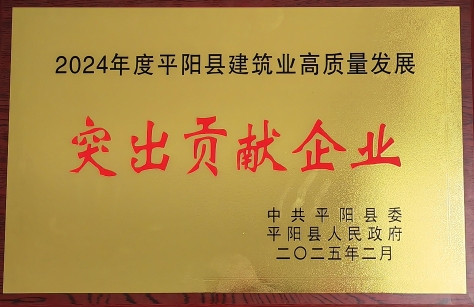 2024年度平阳县建筑业高质量发展
突出贡献企业
中共平阳县委
平阳县人民政府
二〇二五年二月